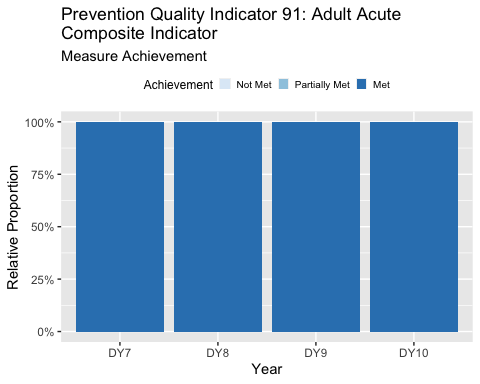 Prevention Quality Indicator 91: Adult Acute
Composite Indicator
Measure Achievement
Achievement Not Met Partially Met Met
Relative Proportion
100%
75%
50%
25%
0%
DY7 DY8 DY9 DY10
Year